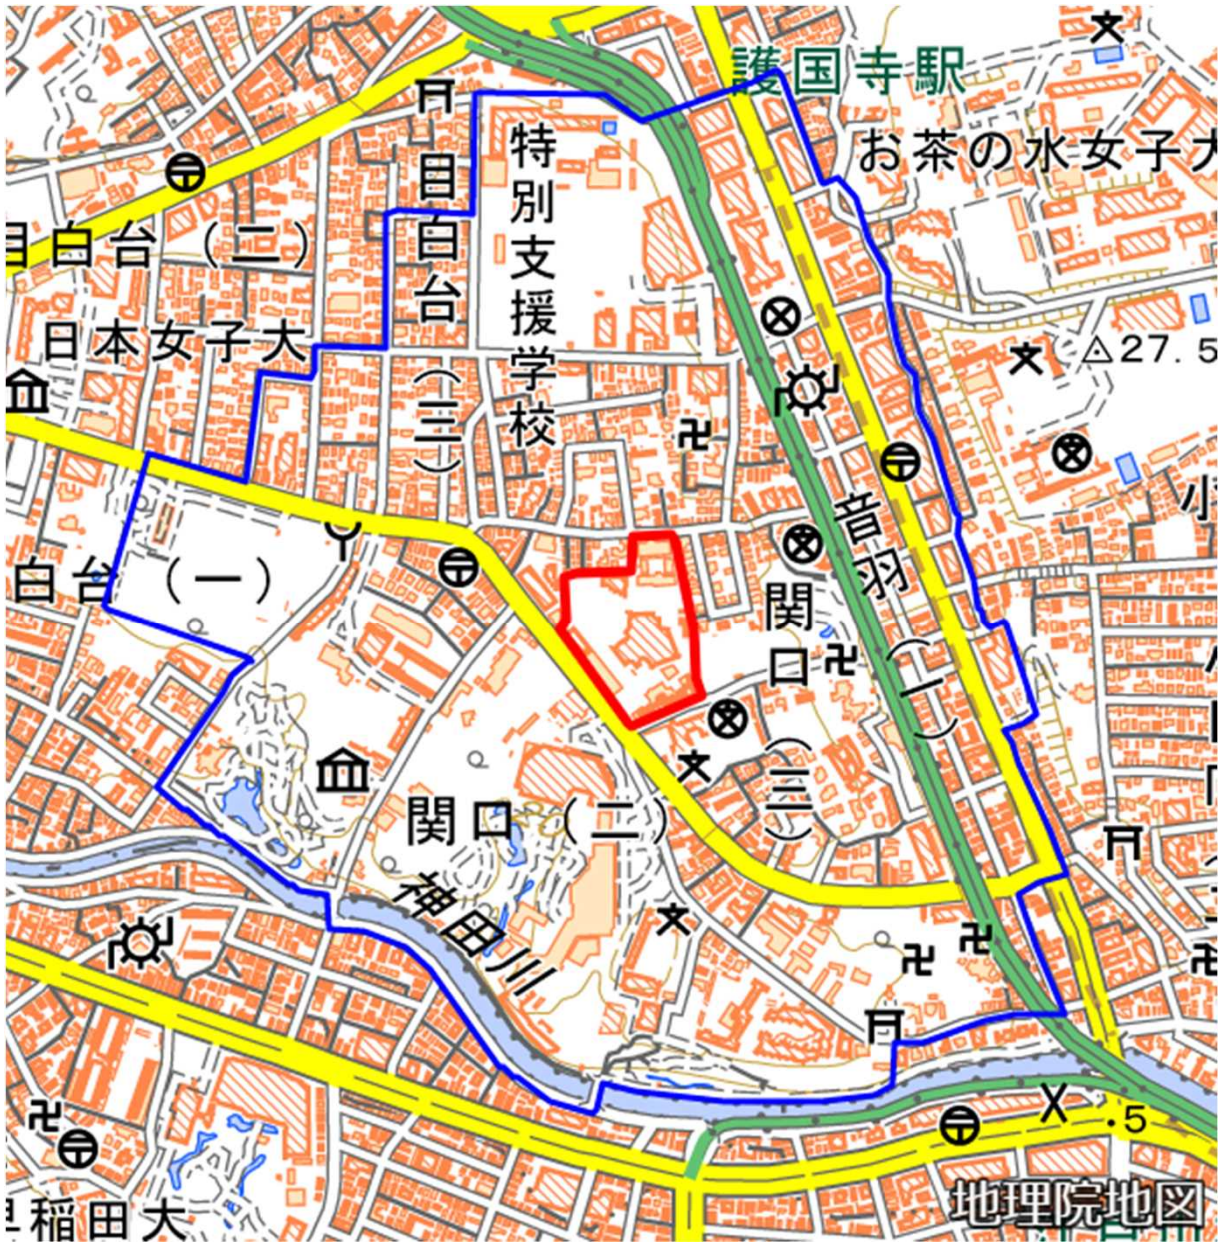 護国寺駅
お茶の水女子大
特別支援学校
目白台(三)
目白台(二)
日本女子大
27.5
音羽(一)
小
白台(一)
関口(三)
関口(二)
神田川
.5
稲田大
地理院地図